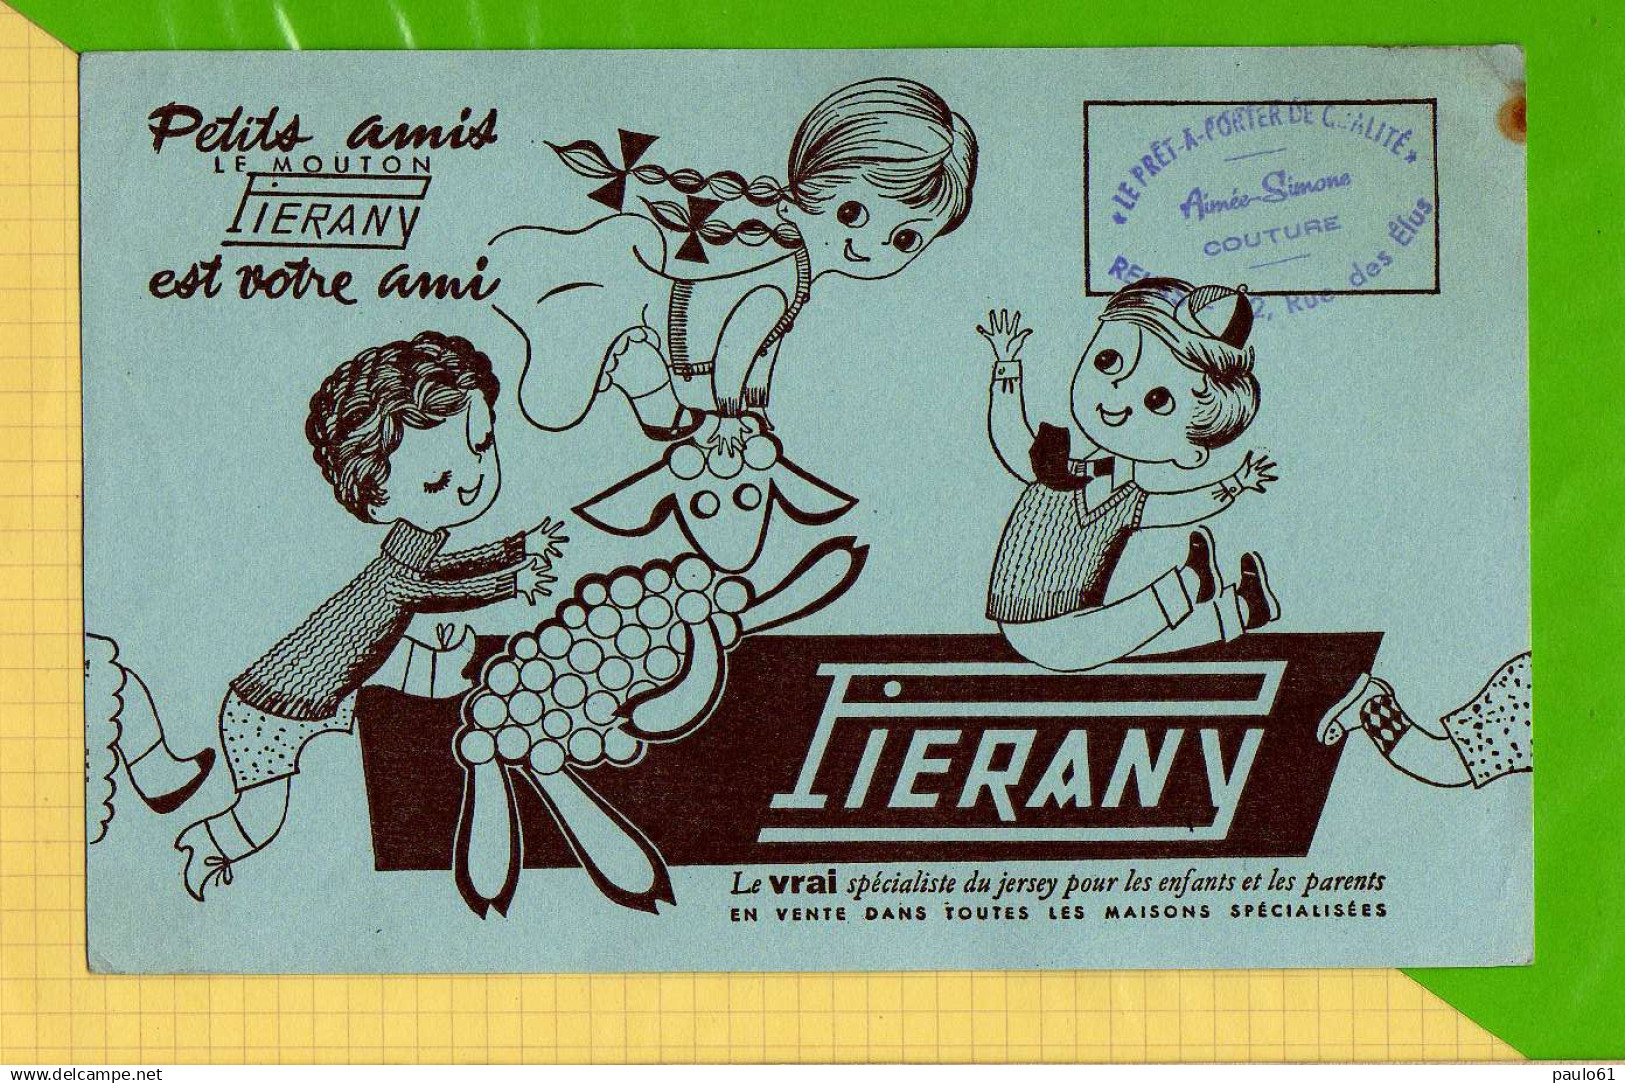 Petits amis
LE MOUTON
PIERANY
est votre ami
"LE PRÊT-A-PORTER DE QUALITÉ"
Aimée-Simone
COUTURE
2, Rue des Élus
PIERANY
Le vrai spécialiste du jersey pour les enfants et les parents
EN VENTE DANS TOUTES LES MAISONS SPÉCIALISÉES
delcampe.net
paulo61